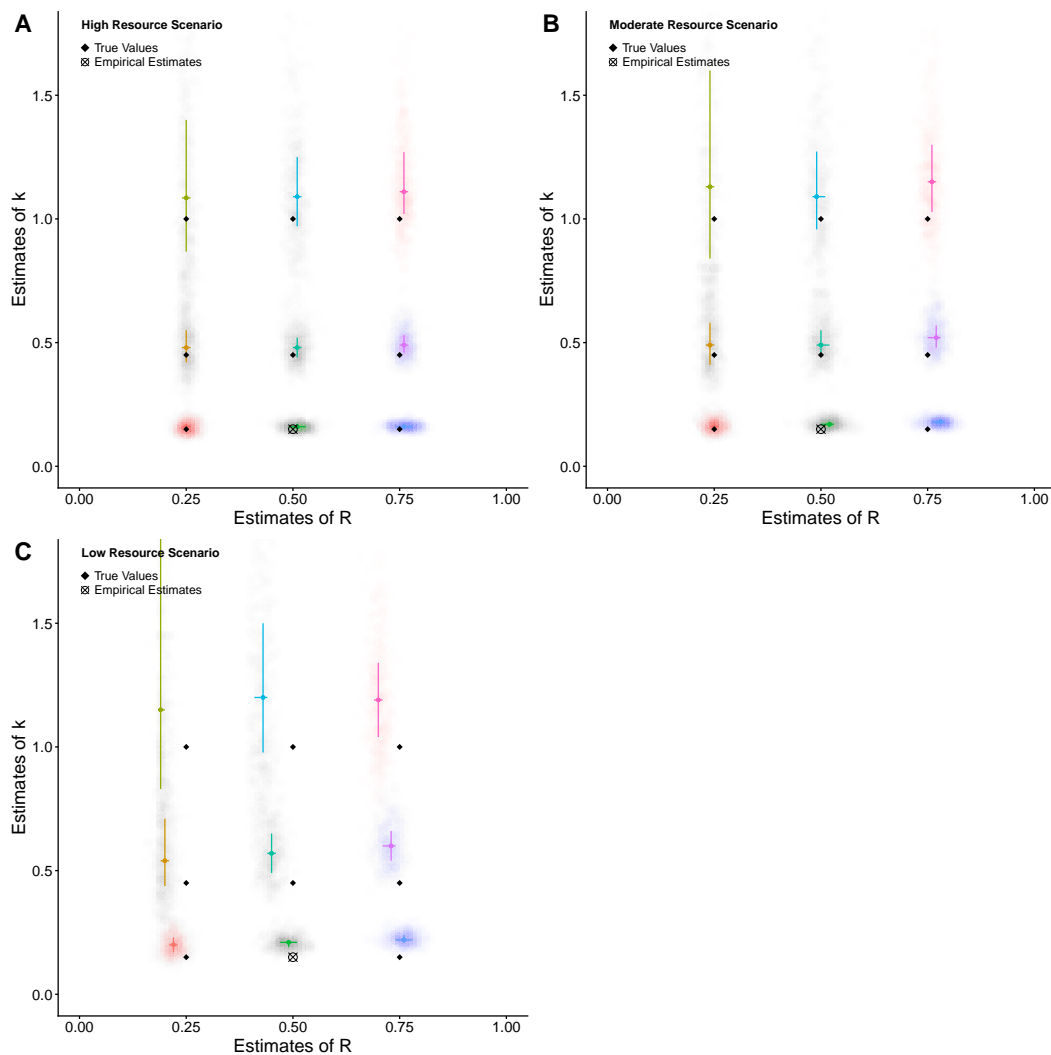 A
High Resource Scenario
True Values
Empirical Estimates
1.5
1.0
0.5
0.0
Estimates of k
0.00
0.25
0.50
0.75
1.00
Estimates of R
B
Moderate Resource Scenario
True Values
Empirical Estimates
1.5
1.0
0.5
0.0
Estimates of k
0.00
0.25
0.50
0.75
1.00
Estimates of R
C
Low Resource Scenario
True Values
Empirical Estimates
1.5
1.0
0.5
0.0
Estimates of k
0.00
0.25
0.50
0.75
1.00
Estimates of R